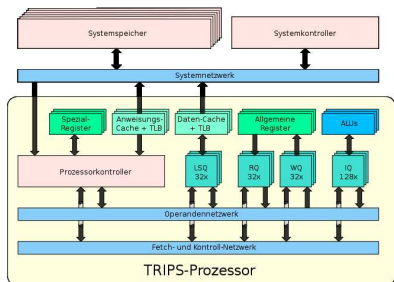 Systemspeicher
Systemkontroller
Systemnetzwerk
Spezial-
Register
Anweisungs-
Cache + TLB
Daten-Cache
+ TLB
Allgemeine
Register
ALUs
Prozessorkontroller
LSQ
32x
RQ
32x
WQ
32x
IQ
128x
Operandennetzwerk
Fetch- und Kontroll-Netzwerk
TRIPS-Prozessor